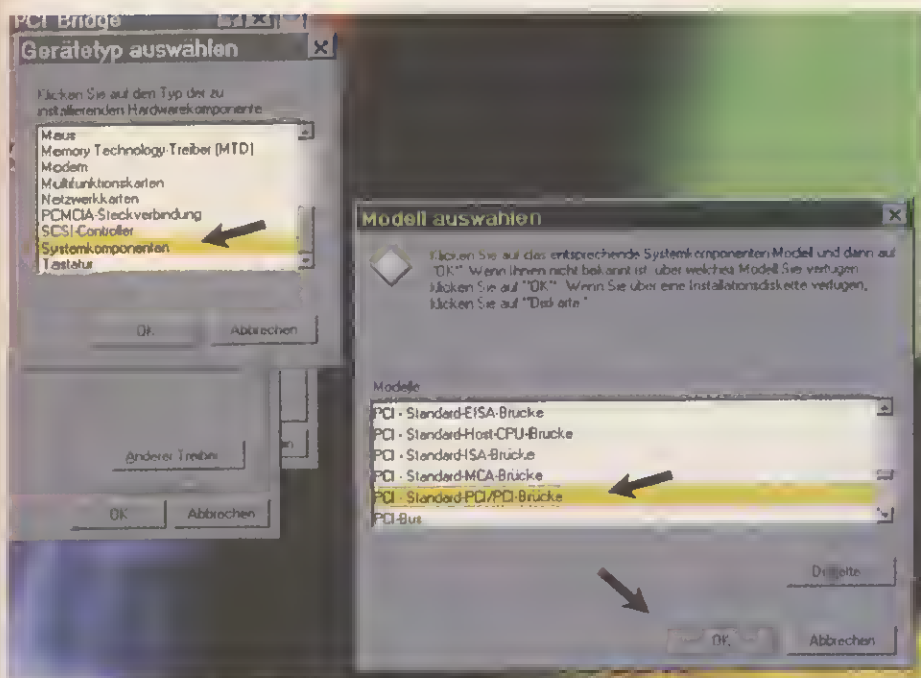 PCI Bridge
Gerätetyp auswählen
Klicken Sie auf den Typ der zu
installierenden Hardwarekomponente
Maus
Memory Technology-Treiber (MTD)
Modem
Multifunktionskarten
Netzwerkkarten
PCMCIA-Steckverbindung
SCSI-Controller
Systemkomponenten
Tastatur
OK
Abbrechen
Anderer Treiber
OK
Abbrechen
Modell auswählen
Klicken Sie auf das entsprechende Systemkomponenten Modell und dann auf
"OK" Wenn Ihnen nicht bekannt ist, über welches Modell Sie verfügen
klicken Sie auf "OK" Wenn Sie über eine Installationsdiskette verfügen,
klicken Sie auf "Diskette"
Modelle
PCI - Standard-EISA-Brücke
PCI - Standard-Host-CPU-Brücke
PCI - Standard-ISA-Brücke
PCI - Standard-MCA-Brücke
PCI - Standard-PCI/PCI-Brücke
PCI-Bus
Diskette
OK
Abbrechen